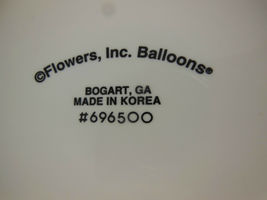 ©Flowers, Inc. Balloons®
BOGART, GA
MADE IN KOREA
#696500